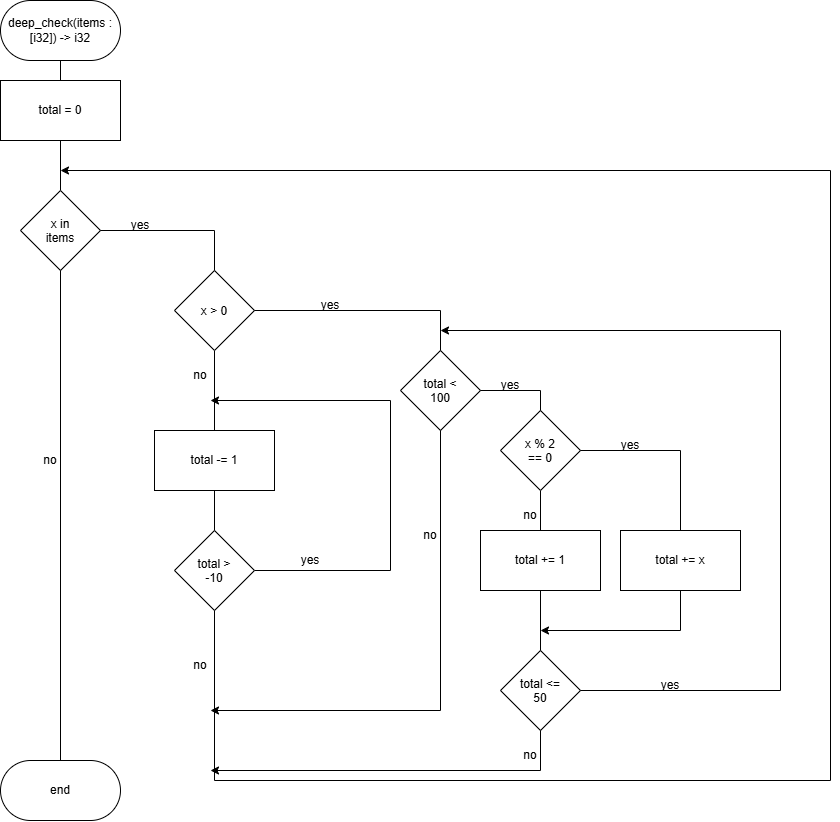 deep_check(items :
[i32]) -> i32
total = 0
x in
items
yes
x > 0
yes
no
total <
100
yes
x % 2
== 0
yes
no
total -= 1
no
total += 1
total += x
no
total >
-10
yes
no
total <=
50
yes
no
end